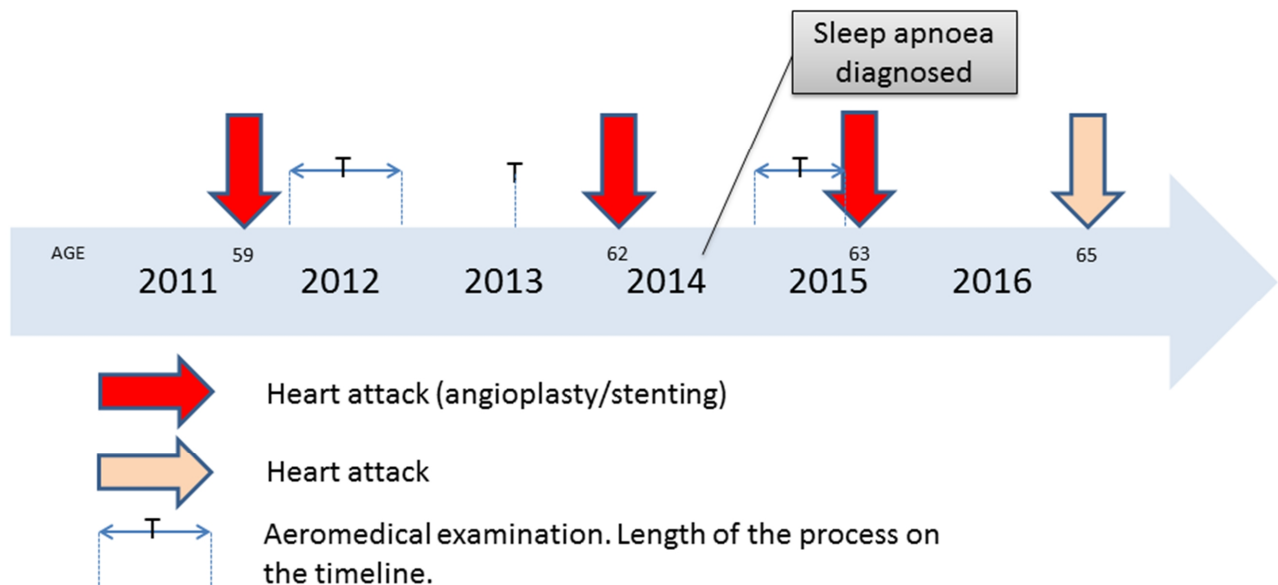 Sleep apnoea
diagnosed
T
T
T
AGE
59
62
63
65
2011
2012
2013
2014
2015
2016
Heart attack (angioplasty/stenting)
Heart attack
T
Aeromedical examination. Length of the process on
the timeline.